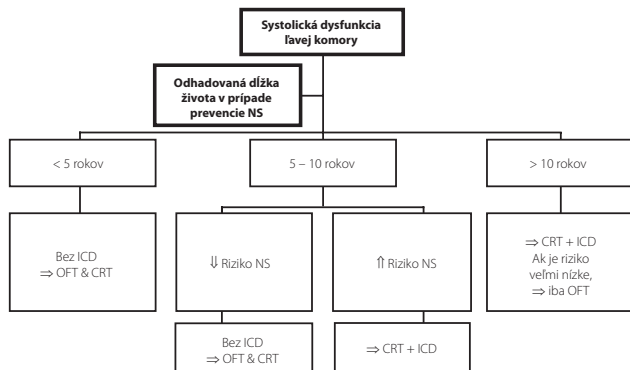 Systolická dysfunkcia
ľavej komory
Odhadovaná dĺžka
života v prípade
prevencie NS
< 5 rokov
5 – 10 rokov
> 10 rokov
Bez ICD
⇒ OFT & CRT
⇓ Riziko NS
⇑ Riziko NS
⇒ CRT + ICD
Ak je riziko
veľmi nízke,
⇒ iba OFT
Bez ICD
⇒ OFT & CRT
⇒ CRT + ICD